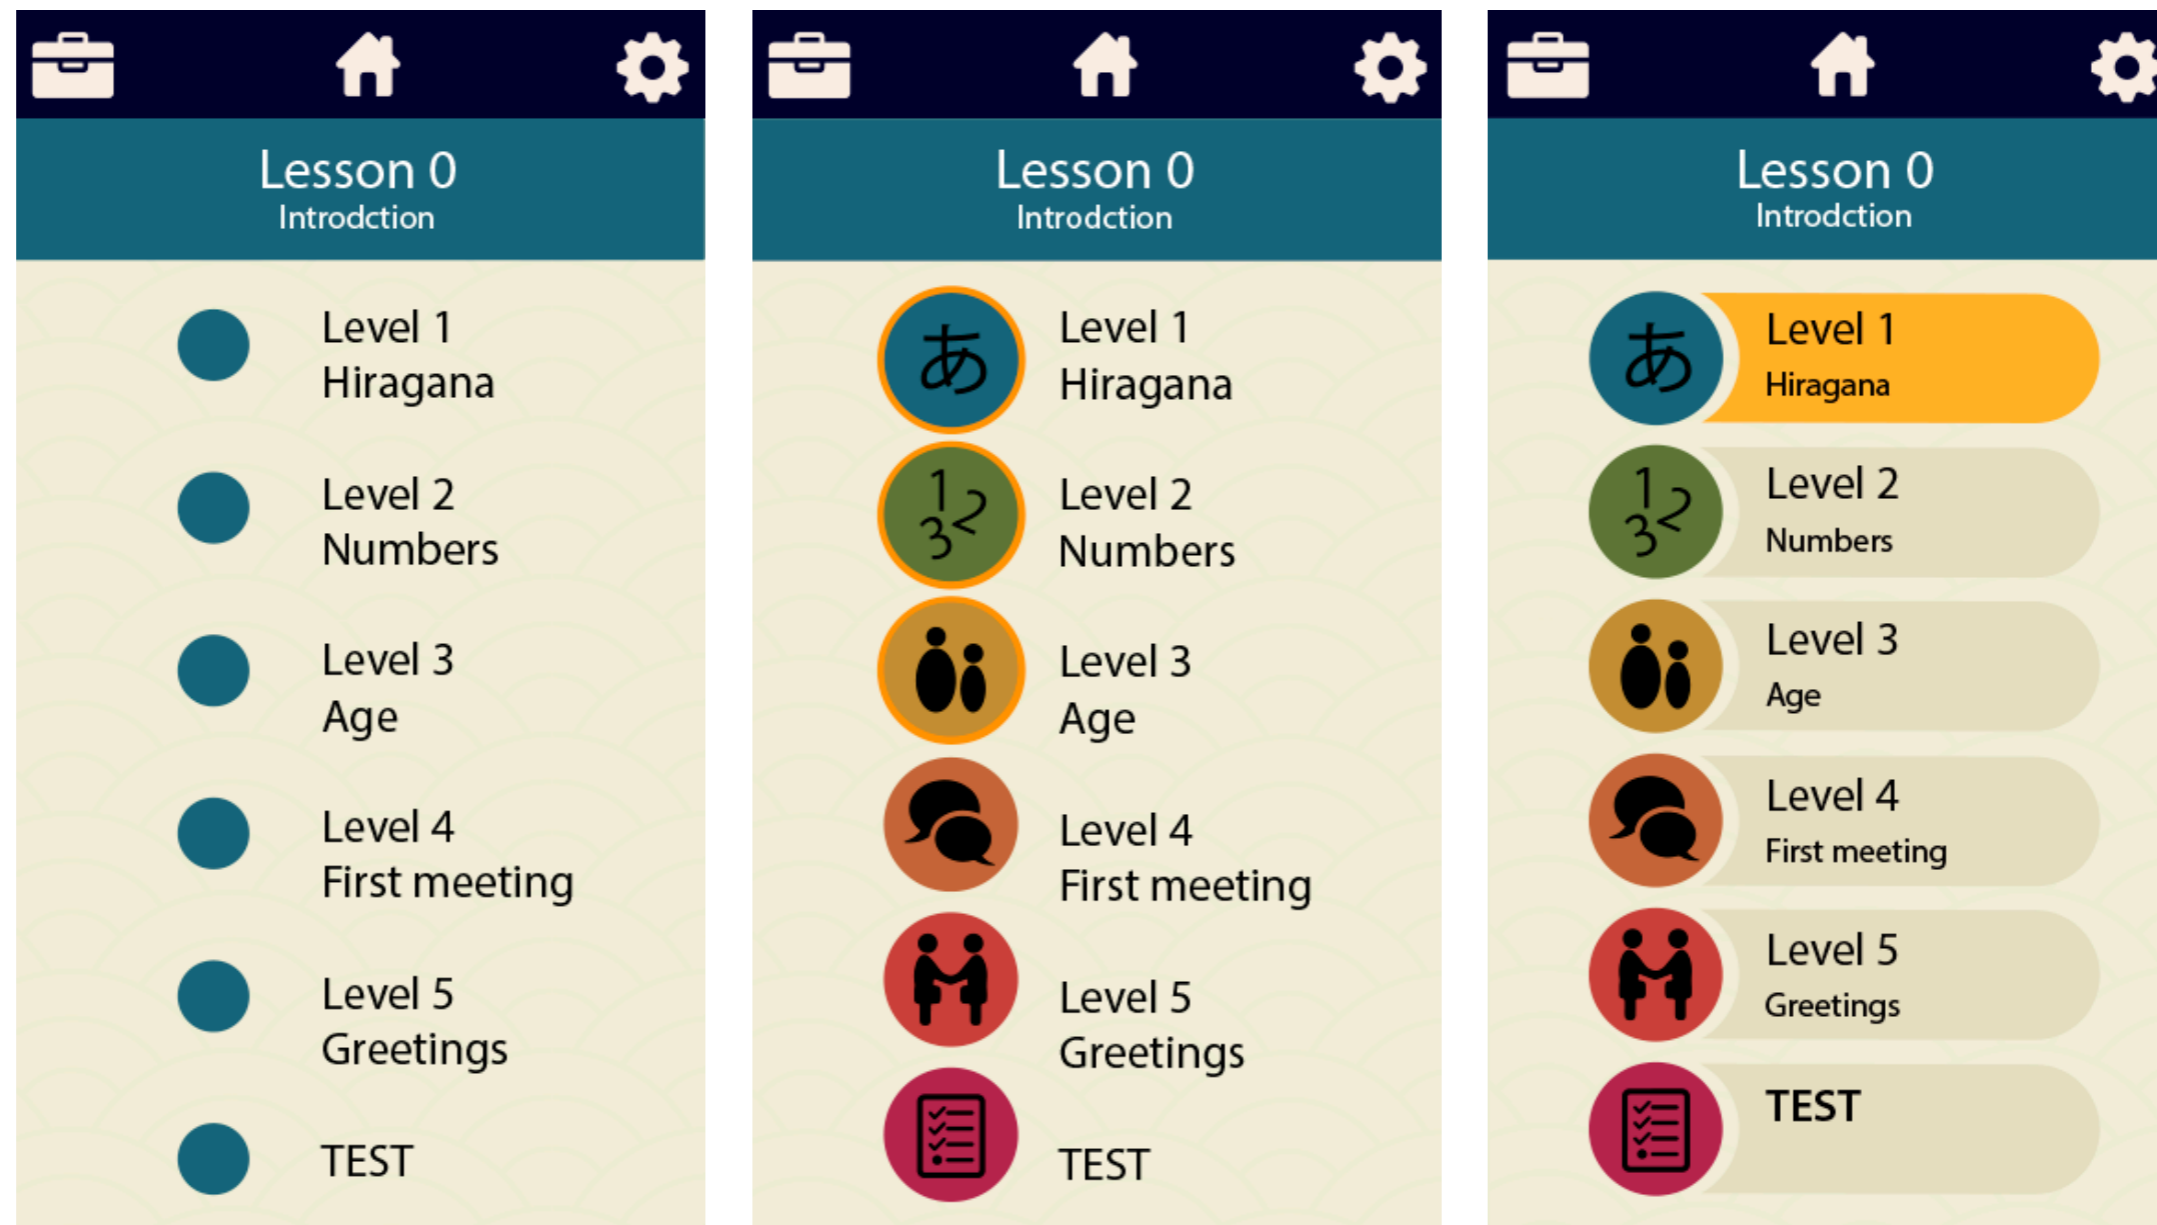 Lesson 0
Introdction
Level 1
Hiragana
Level 2
Numbers
Level 3
Age
Level 4
First meeting
Level 5
Greetings
TEST
Lesson 0
Introdction
あ
Level 1
Hiragana
1
2
3
Level 2
Numbers
Level 3
Age
Level 4
First meeting
Level 5
Greetings
TEST
Lesson 0
Introdction
あ
Level 1
Hiragana
1
2
3
Level 2
Numbers
Level 3
Age
Level 4
First meeting
Level 5
Greetings
TEST